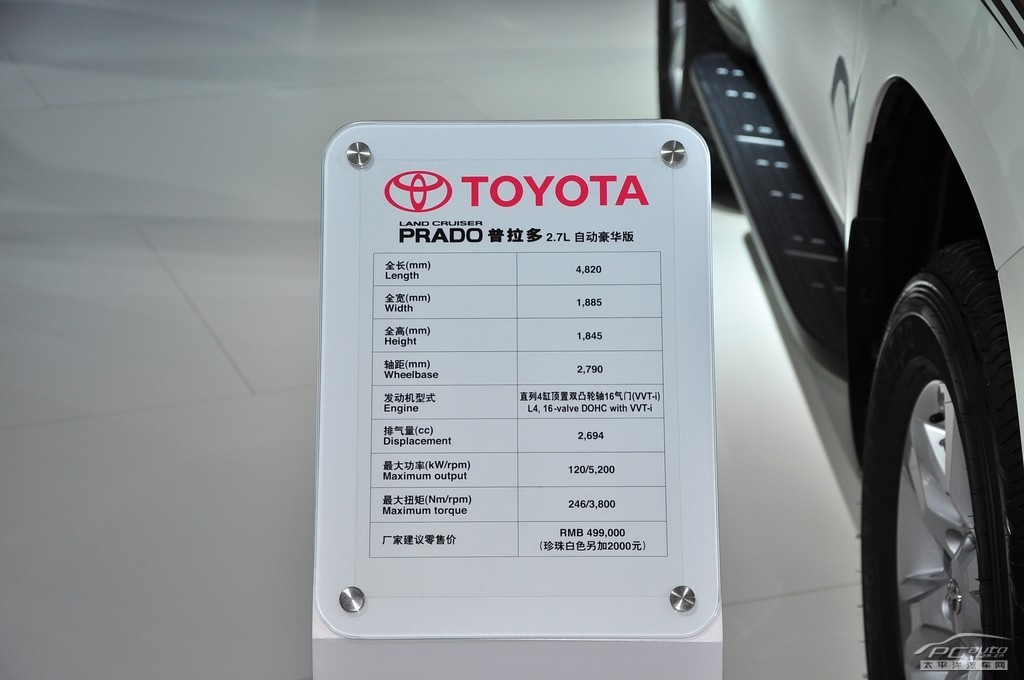 TOYOTA
LAND CRUISER
PRADO 普拉多 2.7L 自动豪华版
全长(mm)
Length
4,820
全宽(mm)
Width
1,885
全高(mm)
Height
1,845
轴距(mm)
Wheelbase
2,790
发动机型式
Engine
直列4缸顶置双凸轮轴16气门(VVT-i)
L4, 16-valve DOHC with VVT-i
排气量(cc)
Displacement
2,694
最大功率(kW/rpm)
Maximum output
120/5,200
最大扭矩(Nm/rpm)
Maximum torque
246/3,800
厂家建议零售价
RMB 499,000
(珍珠白色另加2000元)
PCauto
.com.cn
太平洋汽车网